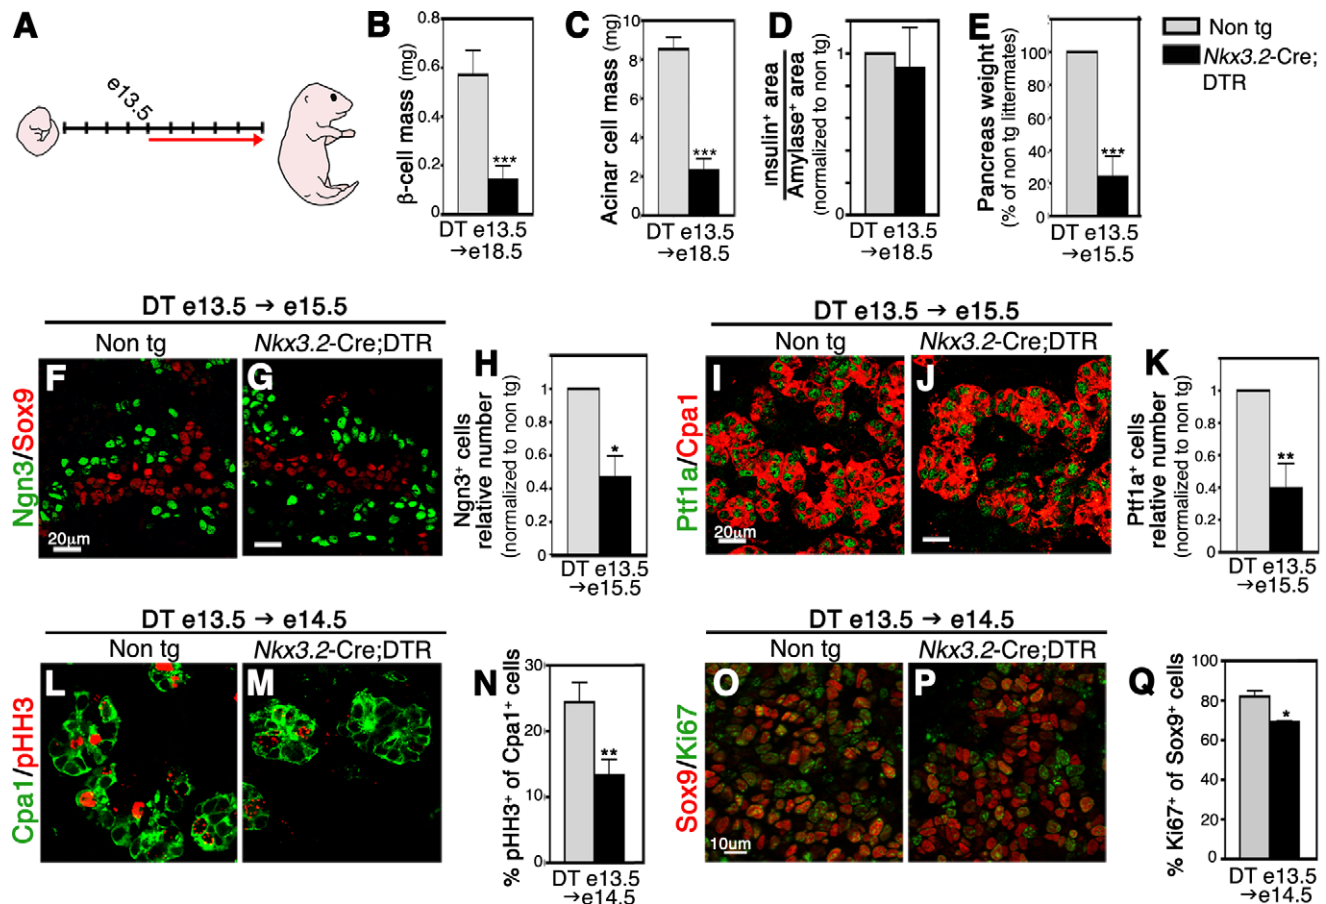 A
e13.5
B
β-cell mass (mg)
0.8
0.6
0.4
0.2
0
***
DT e13.5
→e18.5
C
Acinar cell mass (mg)
10
8
6
4
2
0
***
DT e13.5
→e18.5
D
insulin⁺ area
Amylase⁺ area
(normalized to non tg)
1
0
DT e13.5
→e18.5
E
Pancreas weight
(% of non tg littermates)
100
80
60
40
20
0
***
DT e13.5
→e15.5
Non tg
Nkx3.2-Cre;
DTR
DT e13.5 → e15.5
Non tg
Nkx3.2-Cre;DTR
Ngn3/Sox9
F
20μm
G
H
Ngn3⁺ cells
relative number
(normalized to non tg)
1
0.8
0.6
0.4
0.2
0
*
DT e13.5
→e15.5
DT e13.5 → e15.5
Non tg
Nkx3.2-Cre;DTR
Ptf1a/Cpa1
I
20μm
J
K
Ptf1a⁺ cells
relative number
(normalized to non tg)
1
0.8
0.6
0.4
0.2
0
**
DT e13.5
→e15.5
DT e13.5 → e14.5
Non tg
Nkx3.2-Cre;DTR
Cpa1/pHH3
L
M
N
% pHH3⁺ of Cpa1⁺ cells
30
20
10
0
**
DT e13.5
→e14.5
DT e13.5 → e14.5
Non tg
Nkx3.2-Cre;DTR
Sox9/Ki67
O
10um
P
Q
% Ki67⁺ of Sox9⁺ cells
100
80
60
40
20
0
*
DT e13.5
→e14.5